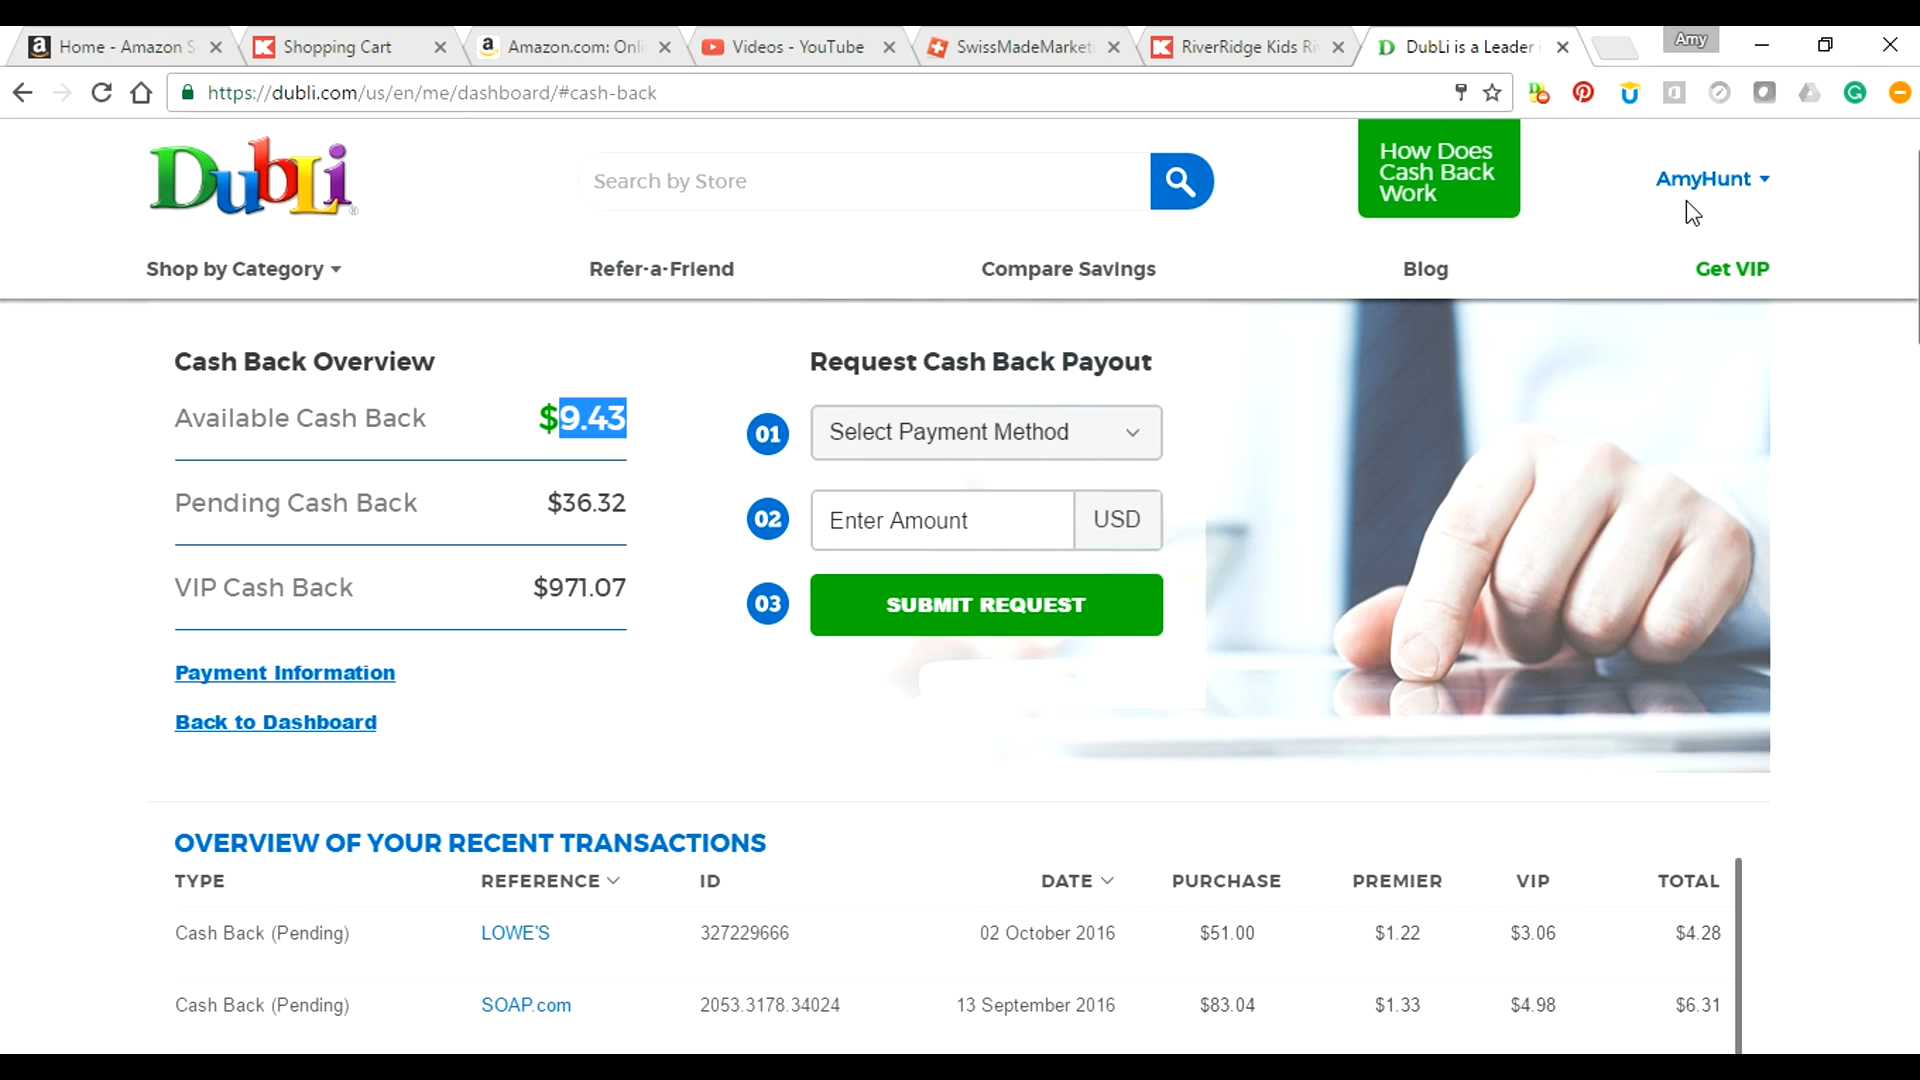 Home - Amazon S
Shopping Cart
Amazon.com: Onli
Videos - YouTube
SwissMadeMarket
RiverRidge Kids Ri
DubLi is a Leader
Amy
https://dubli.com/us/en/me/dashboard/#cash-back
DubLi
Search by Store
How Does
Cash Back
Work
AmyHunt
Shop by Category
Refer-a-Friend
Compare Savings
Blog
Get VIP
Cash Back Overview
Available Cash Back $9.43
Pending Cash Back $36.32
VIP Cash Back $971.07
Payment Information
Back to Dashboard
Request Cash Back Payout
01 Select Payment Method
02 Enter Amount USD
03 SUBMIT REQUEST
OVERVIEW OF YOUR RECENT TRANSACTIONS
TYPE REFERENCE ID DATE PURCHASE PREMIER VIP TOTAL
Cash Back (Pending) LOWE'S 327229666 02 October 2016 $51.00 $1.22 $3.06 $4.28
Cash Back (Pending) SOAP.com 2053.3178.34024 13 September 2016 $83.04 $1.33 $4.98 $6.31